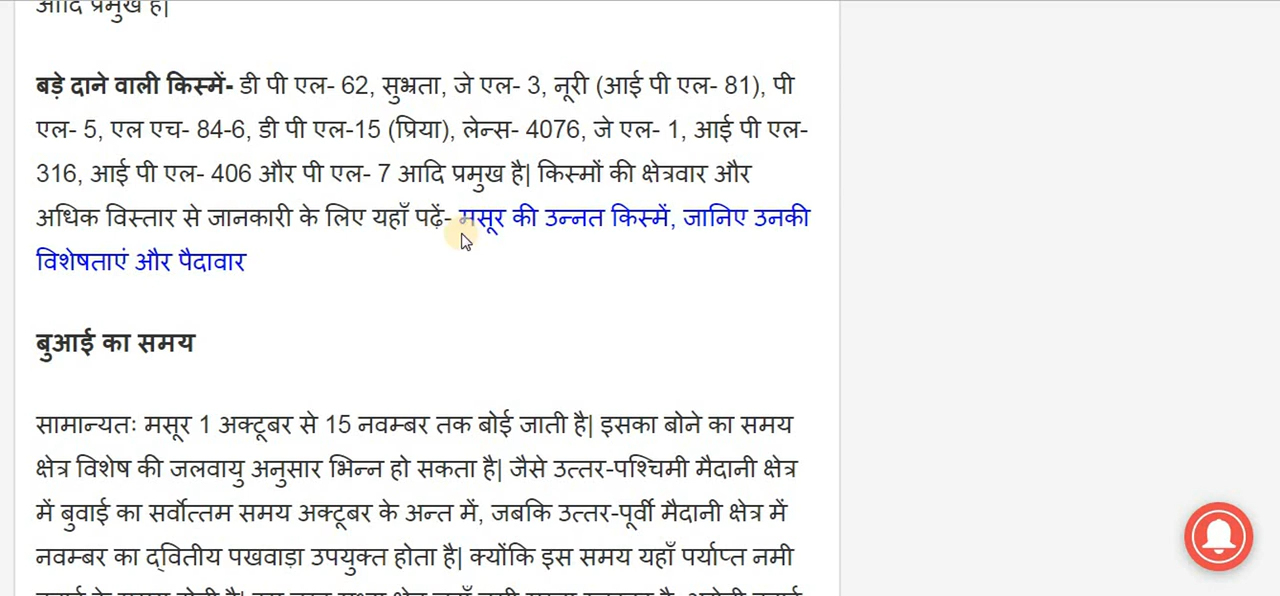 आदि प्रमुख है|
बड़े दाने वाली किस्में- डी पी एल- 62, सुभ्रता, जे एल- 3, नूरी (आई पी एल- 81), पी
एल- 5, एल एच- 84-6, डी पी एल-15 (प्रिया), लेन्स- 4076, जे एल- 1, आई पी एल-
316, आई पी एल- 406 और पी एल- 7 आदि प्रमुख है| किस्मों की क्षेत्रवार और
अधिक विस्तार से जानकारी के लिए यहाँ पढ़ें- मसूर की उन्नत किस्में, जानिए उनकी
विशेषताएं और पैदावार
बुआई का समय
सामान्यतः मसूर 1 अक्टूबर से 15 नवम्बर तक बोई जाती है| इसका बोने का समय
क्षेत्र विशेष की जलवायु अनुसार भिन्न हो सकता है| जैसे उत्तर-पश्चिमी मैदानी क्षेत्र
में बुवाई का सर्वोत्तम समय अक्टूबर के अन्त में, जबकि उत्तर-पूर्वी मैदानी क्षेत्र में
नवम्बर का द्वितीय पखवाड़ा उपयुक्त होता है| क्योंकि इस समय यहाँ पर्याप्त नमी